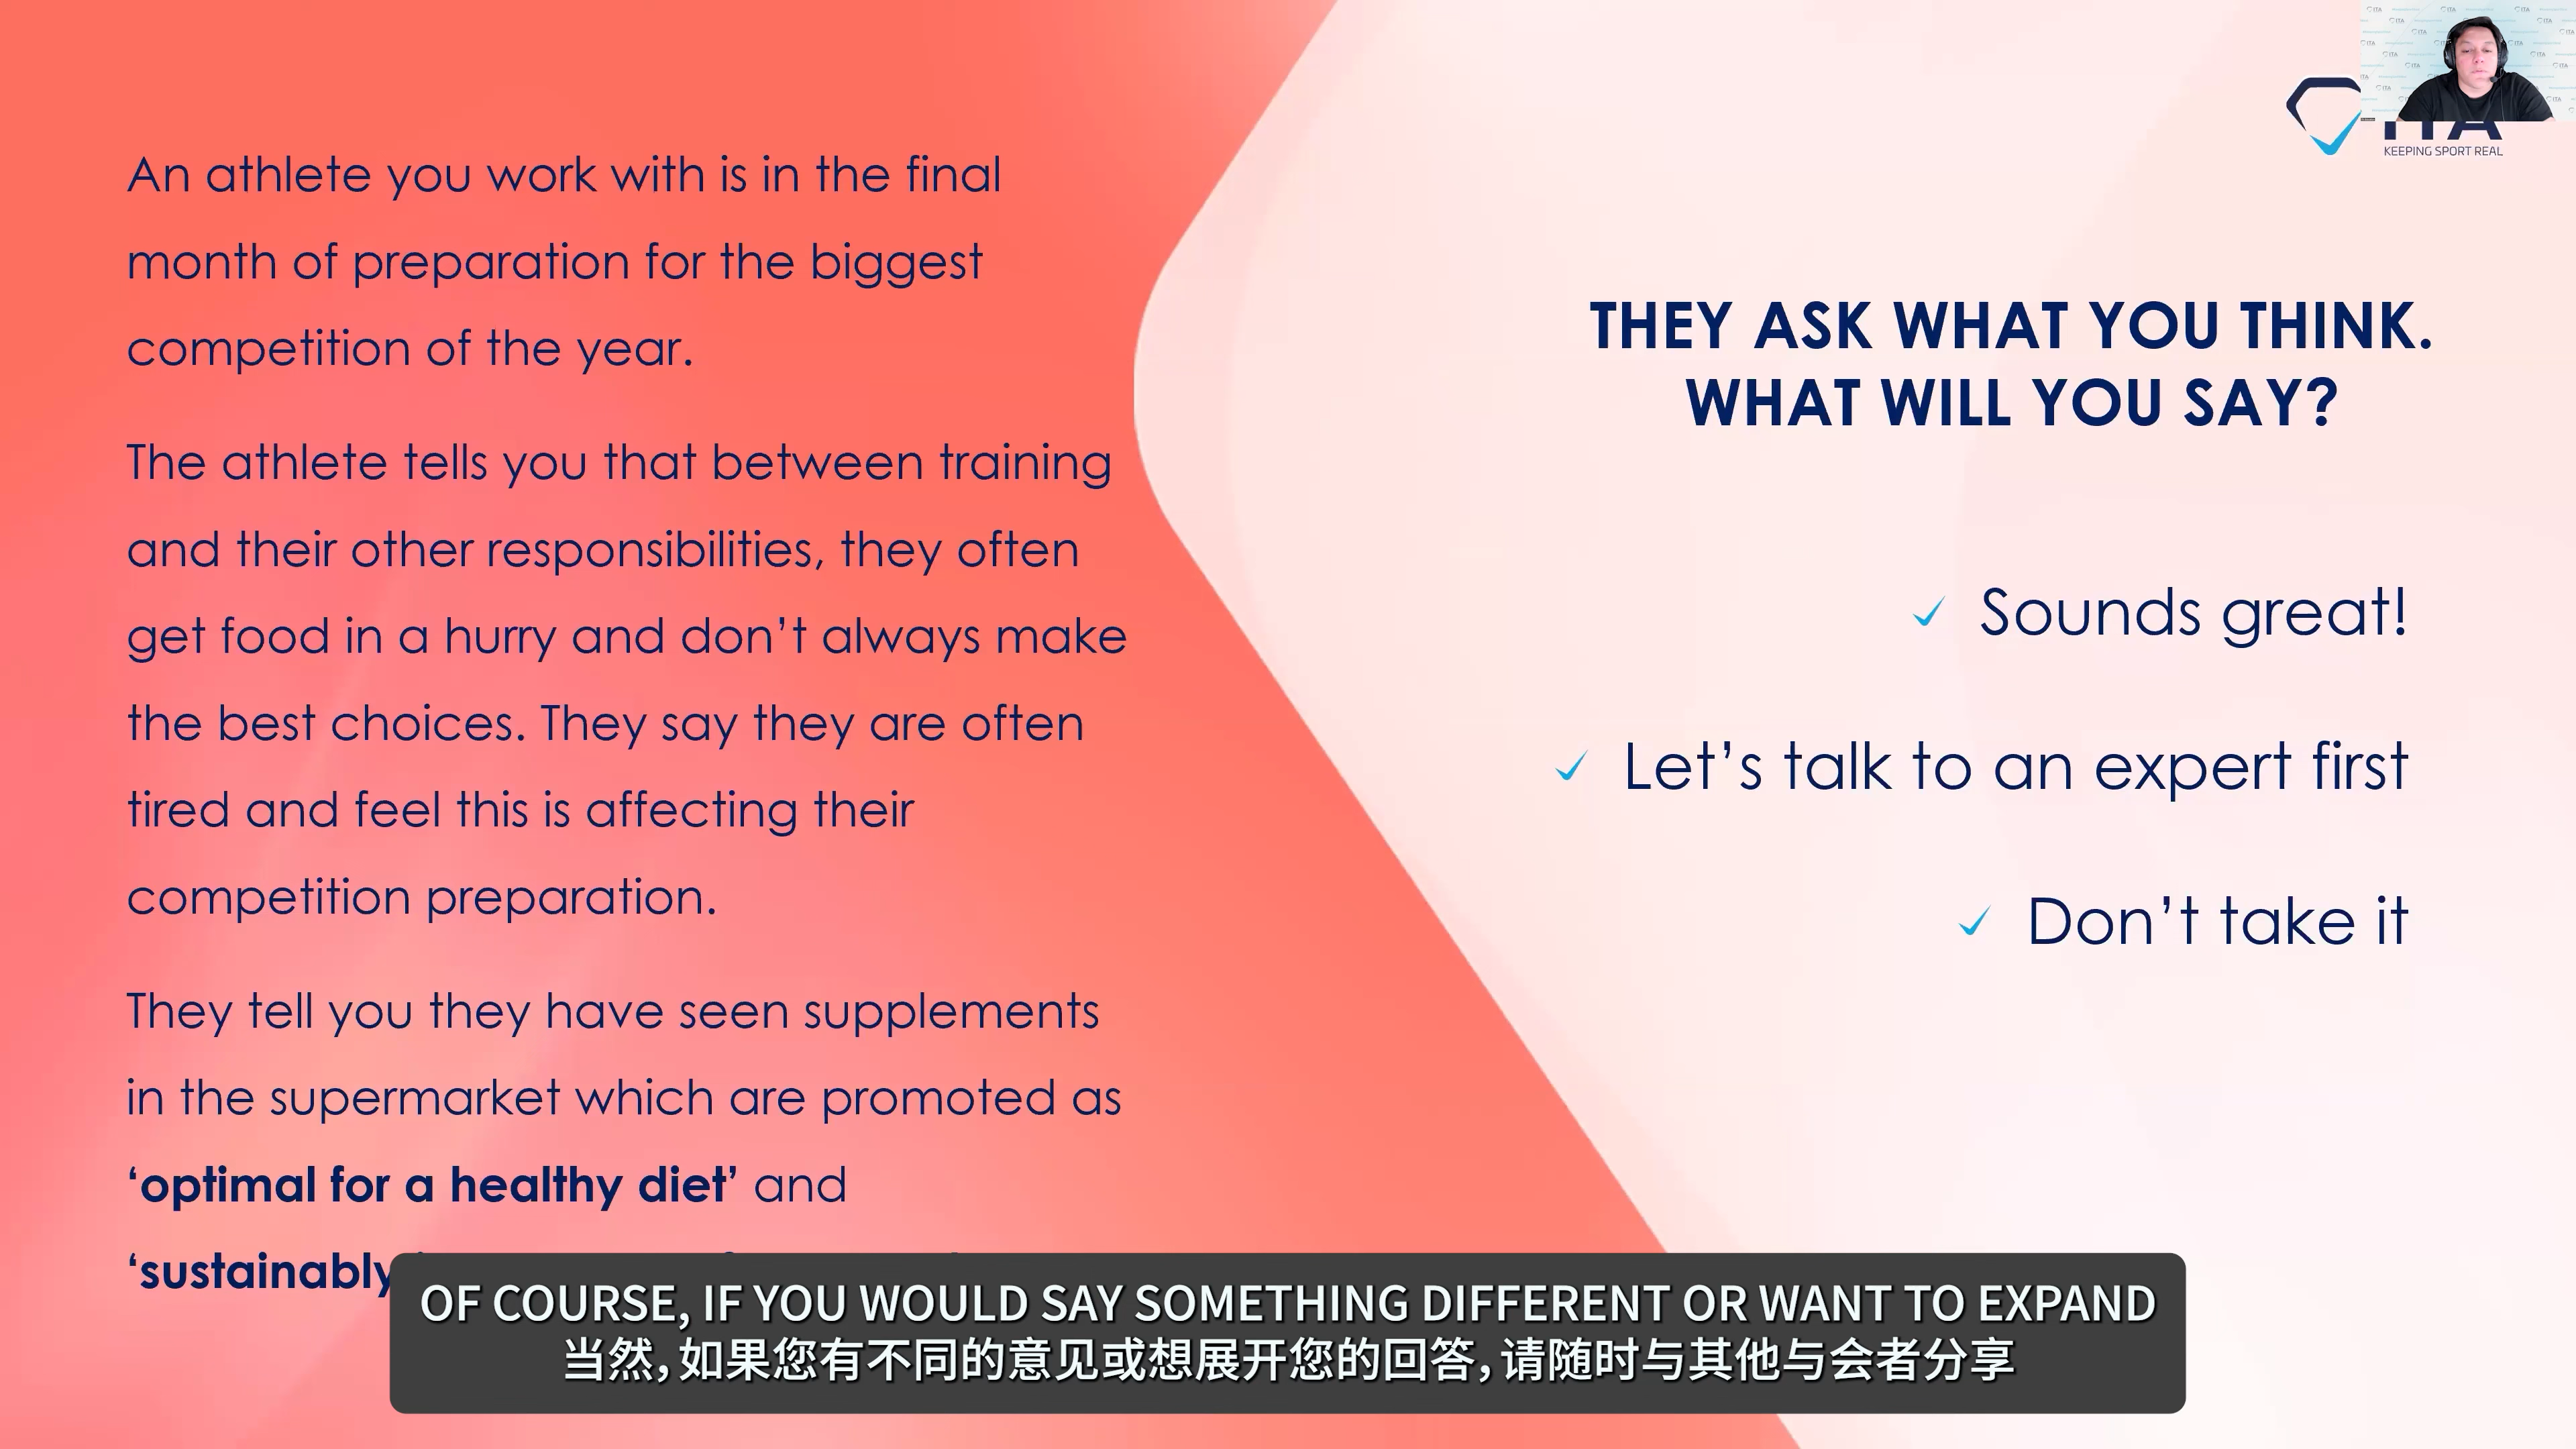 An athlete you work with is in the final
month of preparation for the biggest
competition of the year.
The athlete tells you that between training
and their other responsibilities, they often
get food in a hurry and don’t always make
the best choices. They say they are often
tired and feel this is affecting their
competition preparation.
They tell you they have seen supplements
in the supermarket which are promoted as
‘optimal for a healthy diet’ and
‘sustainably
KEEPING SPORT REAL
THEY ASK WHAT YOU THINK.
WHAT WILL YOU SAY?
Sounds great!
Let’s talk to an expert first
Don’t take it
OF COURSE, IF YOU WOULD SAY SOMETHING DIFFERENT OR WANT TO EXPAND
当然，如果您有不同的意见或想展开您的回答，请随时与其他与会者分享